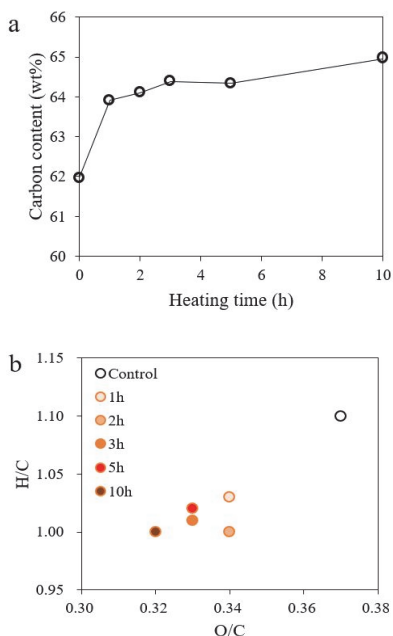 a
66
65
64
63
62
61
60
Carbon content (wt%)
0 2 4 6 8 10
Heating time (h)
b
1.15
1.10
1.05
1.00
0.95
H/C
Control
1h
2h
3h
5h
10h
0.30 0.32 0.34 0.36 0.38
O/C